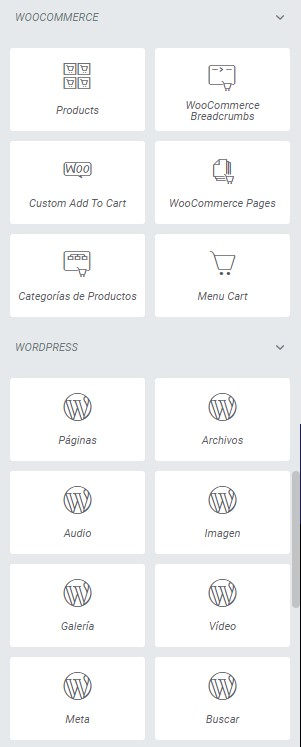 WOOCOMMERCE
Products
WooCommerce
Breadcrumbs
Woo
Custom Add To Cart
WooCommerce Pages
Categorías de Productos
Menu Cart
WORDPRESS
Páginas
Archivos
Audio
Imagen
Galería
Vídeo
Meta
Buscar